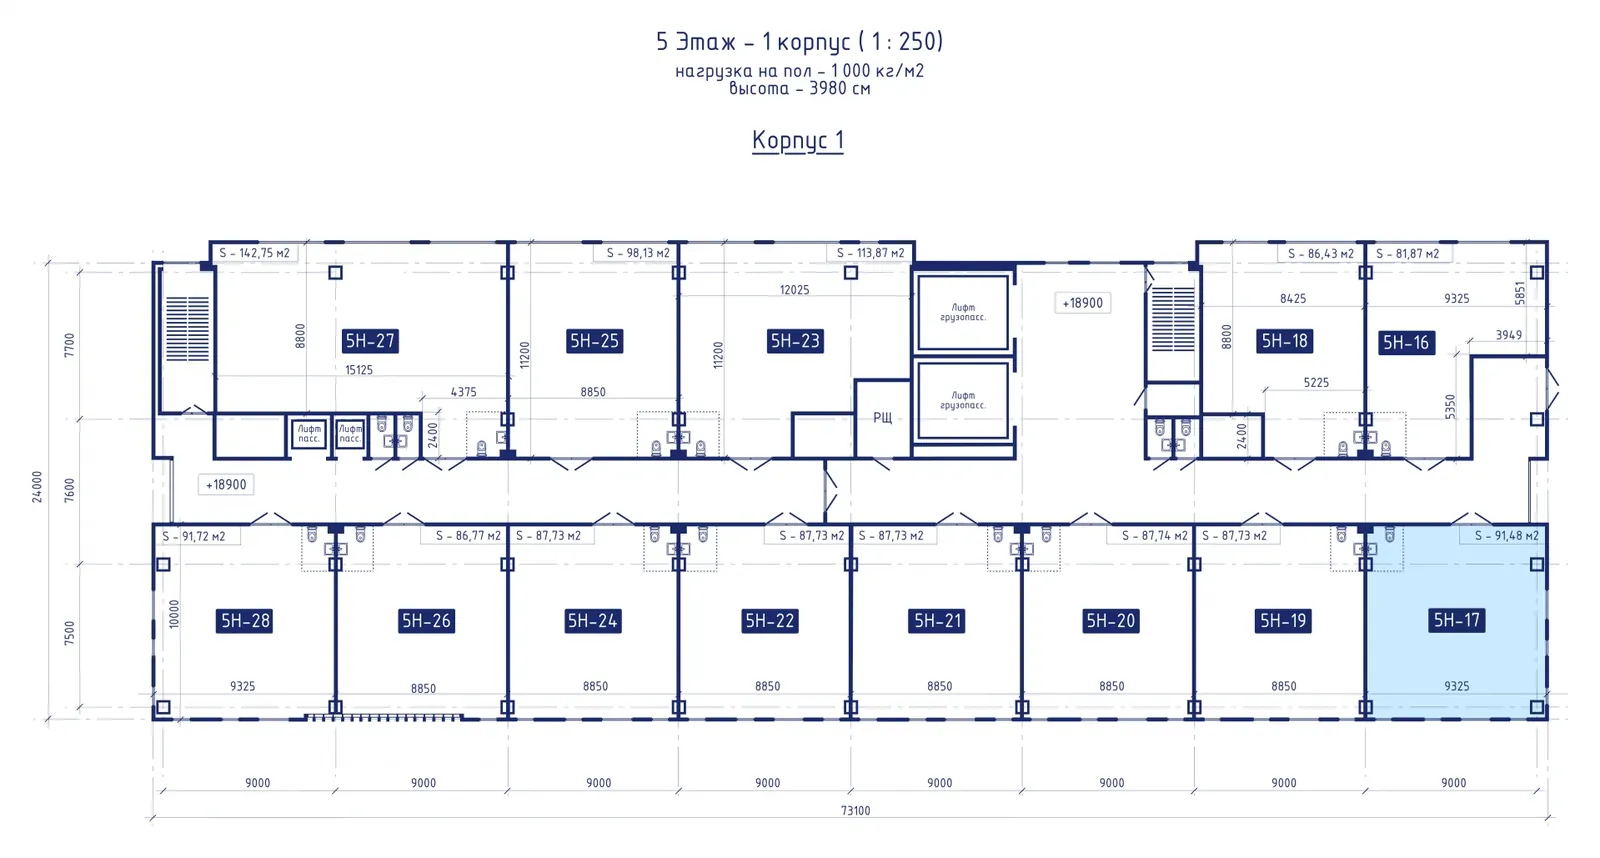 5 Этаж – 1 корпус ( 1 : 250)
нагрузка на пол – 1 000 кг/м2
высота – 3980 см
Корпус 1
S – 142,75 м2
S – 98,13 м2
S – 113,87 м2
S – 86,43 м2
S – 81,87 м2
12025
+18900
8425
9325
5851
Лифт
грузопасс.
8800
5Н-27
11200
5Н-25
11200
5Н-23
8800
5Н-18
5Н-16
3949
7700
15125
4375
8850
5225
5350
Лифт
грузопасс.
РЩ
Лифт
пасс.
Лифт
пасс.
2400
2400
24000
7600
+18900
S – 91,72 м2
S – 86,77 м2
S – 87,73 м2
S – 87,73 м2
S – 87,73 м2
S – 87,74 м2
S – 87,73 м2
S – 91,48 м2
7500
10000
5Н-28
5Н-26
5Н-24
5Н-22
5Н-21
5Н-20
5Н-19
5Н-17
9325
8850
8850
8850
8850
8850
8850
9325
9000
9000
9000
9000
9000
9000
9000
9000
73100